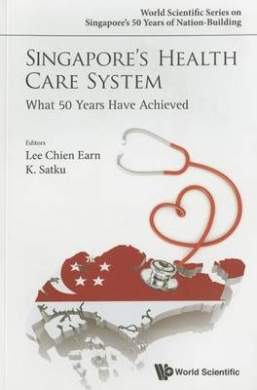 World Scientific Series on
Singapore's 50 Years of Nation-Building
SINGAPORE'S HEALTH
CARE SYSTEM
What 50 Years Have Achieved
Editors
Lee Chien Earn
K. Satku
World Scientific